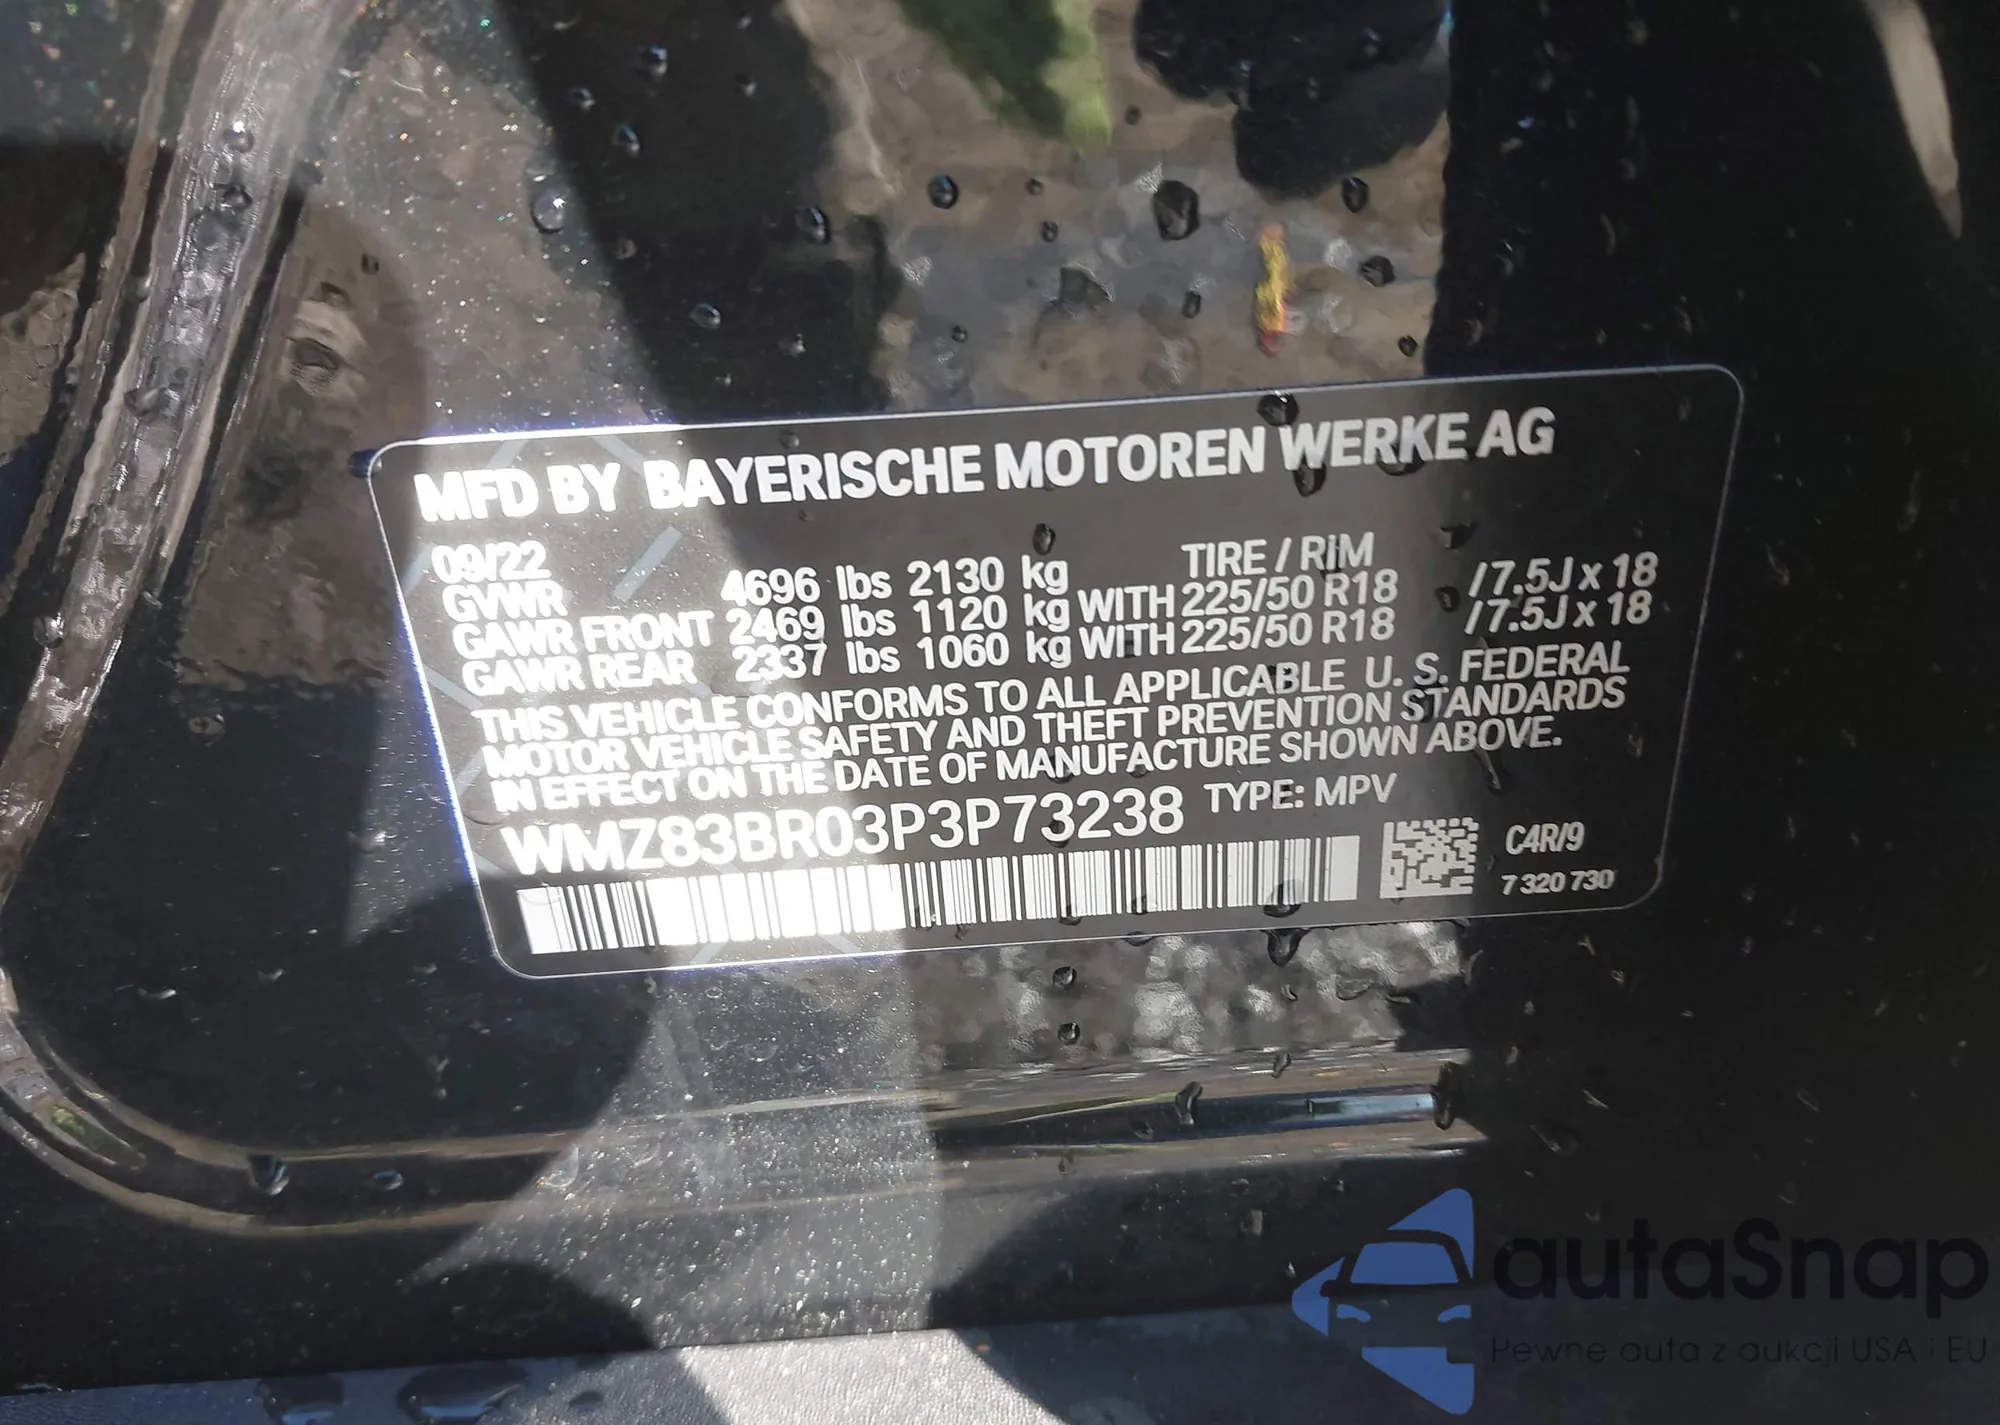 MFD BY BAYERISCHE MOTOREN WERKE AG
09/22 TIRE / RIM
GVWR 4696 lbs 2130 kg
GAWR FRONT 2469 lbs 1120 kg WITH 225/50 R18 /7.5J x 18
GAWR REAR 2337 lbs 1060 kg WITH 225/50 R18 /7.5J x 18
THIS VEHICLE CONFORMS TO ALL APPLICABLE U. S. FEDERAL
MOTOR VEHICLE SAFETY AND THEFT PREVENTION STANDARDS
IN EFFECT ON THE DATE OF MANUFACTURE SHOWN ABOVE.
WMZ83BR03P3P73238 TYPE: MPV
C4R/9
7 320 730
autaSnap
Pewne auta z aukcji USA i EU